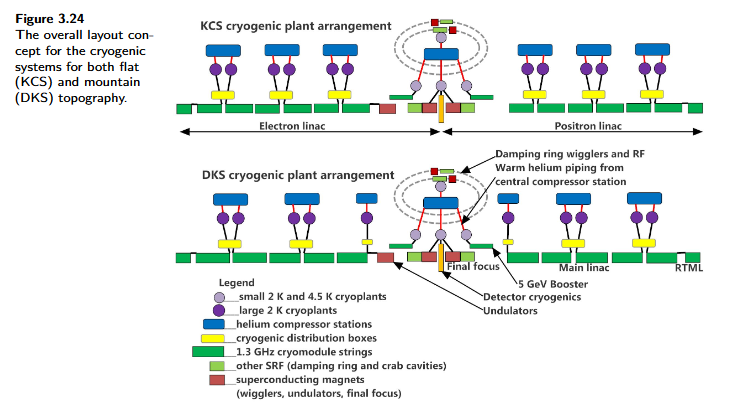 Figure 3.24
The overall layout con-
cept for the cryogenic
systems for both flat
(KCS) and mountain
(DKS) topography.
KCS cryogenic plant arrangement
Electron linac
Positron linac
DKS cryogenic plant arrangement
Damping ring wigglers and RF
Warm helium piping from
central compressor station
Final focus
Main linac
RTML
5 GeV Booster
Detector cryogenics
Undulators
Legend
small 2 K and 4.5 K cryoplants
large 2 K cryoplants
helium compressor stations
cryogenic distribution boxes
1.3 GHz cryomodule strings
other SRF (damping ring and crab cavities)
superconducting magnets
(wigglers, undulators, final focus)